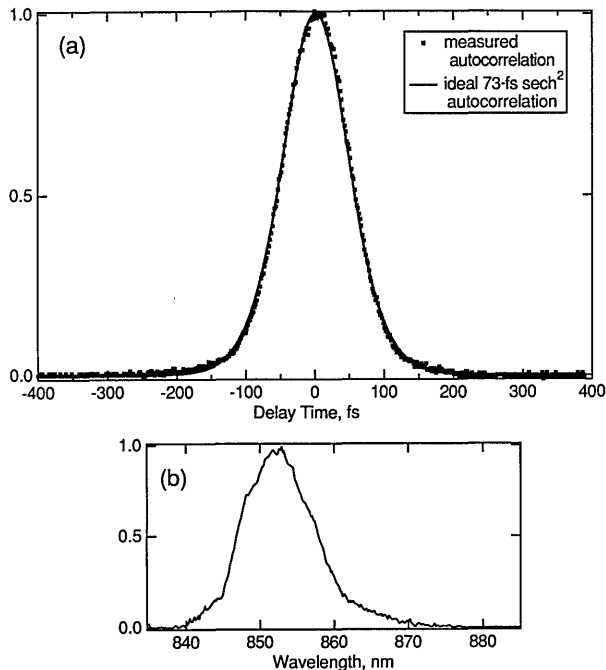 1.0
(a)
measured
autocorrelation
ideal 73-fs sech²
autocorrelation
0.5
0.0
-400 -300 -200 -100 0 100 200 300 400
Delay Time, fs
1.0
(b)
0.5
0.0
840 850 860 870 880
Wavelength, nm